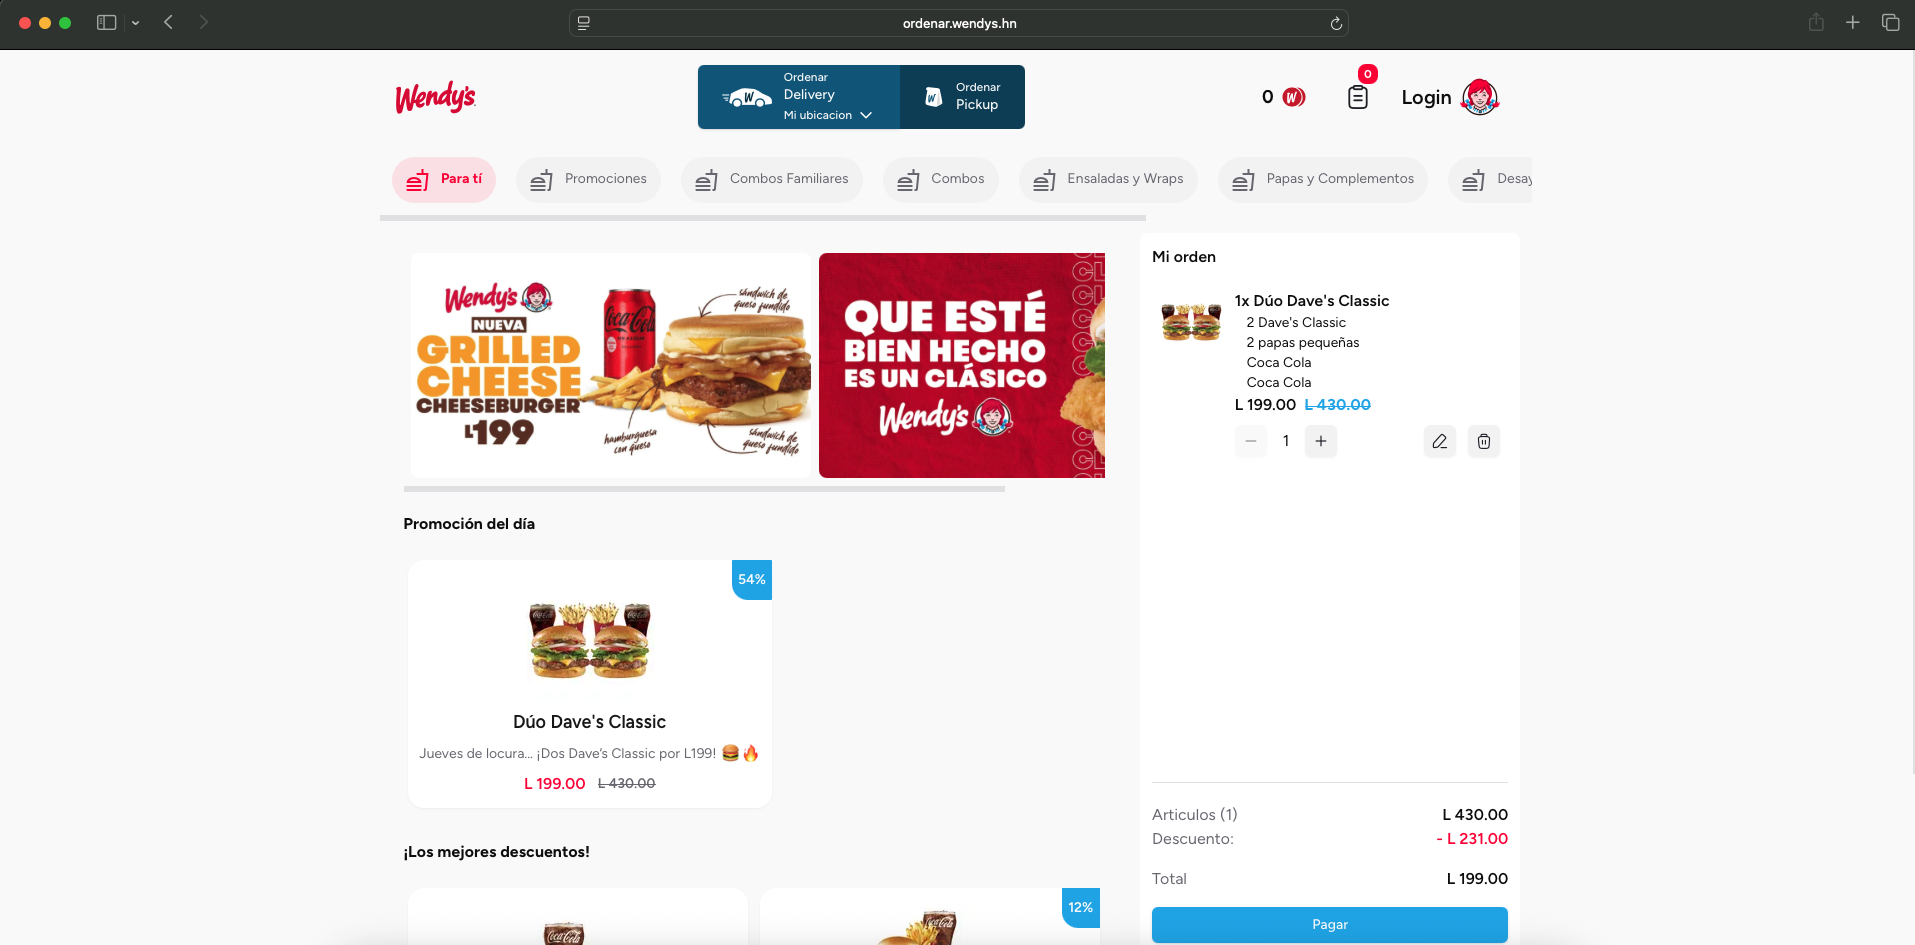 ordenar.wendys.hn
Wendy's
Ordenar
Delivery
Mi ubicacion
Ordenar
Pickup
0
0
Login
Para tí
Promociones
Combos Familiares
Combos
Ensaladas y Wraps
Papas y Complementos
Desay
Wendy's
NUEVA
GRILLED
CHEESE
CHEESEBURGER
L199
Coca-Cola
sándwich de
queso fundido
hamburguesa
con queso
sándwich de
queso fundido
QUE ESTÉ
BIEN HECHO
ES UN CLÁSICO
Wendy's
Promoción del día
54%
Dúo Dave's Classic
Jueves de locura... ¡Dos Dave's Classic por L199! 🍔🔥
L 199.00 L 430.00
¡Los mejores descuentos!
12%
Mi orden
1x Dúo Dave's Classic
2 Dave's Classic
2 papas pequeñas
Coca Cola
Coca Cola
L 199.00 L 430.00
1
Articulos (1) L 430.00
Descuento: - L 231.00
Total L 199.00
Pagar